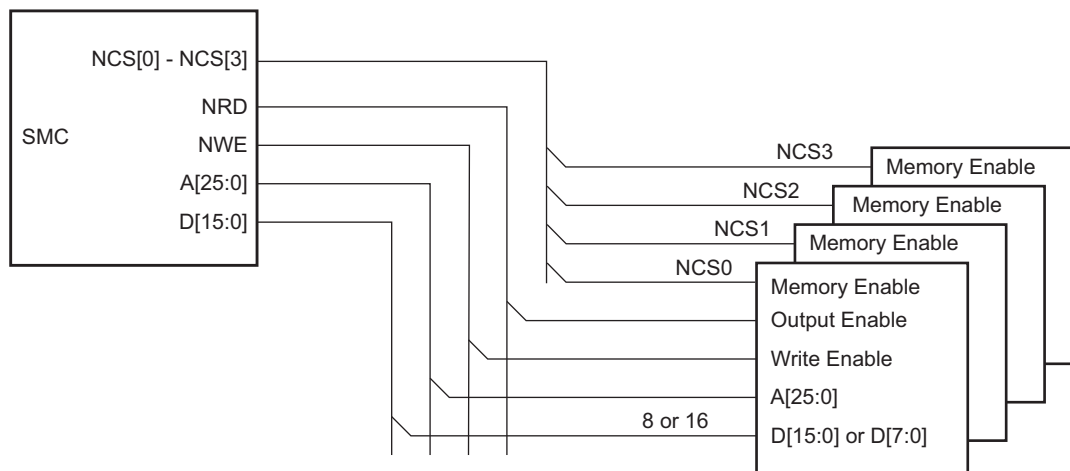 NCS[0] - NCS[3]
NRD
SMC
NWE
A[25:0]
D[15:0]
NCS3
Memory Enable
NCS2
Memory Enable
NCS1
Memory Enable
NCS0
Memory Enable
Output Enable
Write Enable
A[25:0]
8 or 16
D[15:0] or D[7:0]